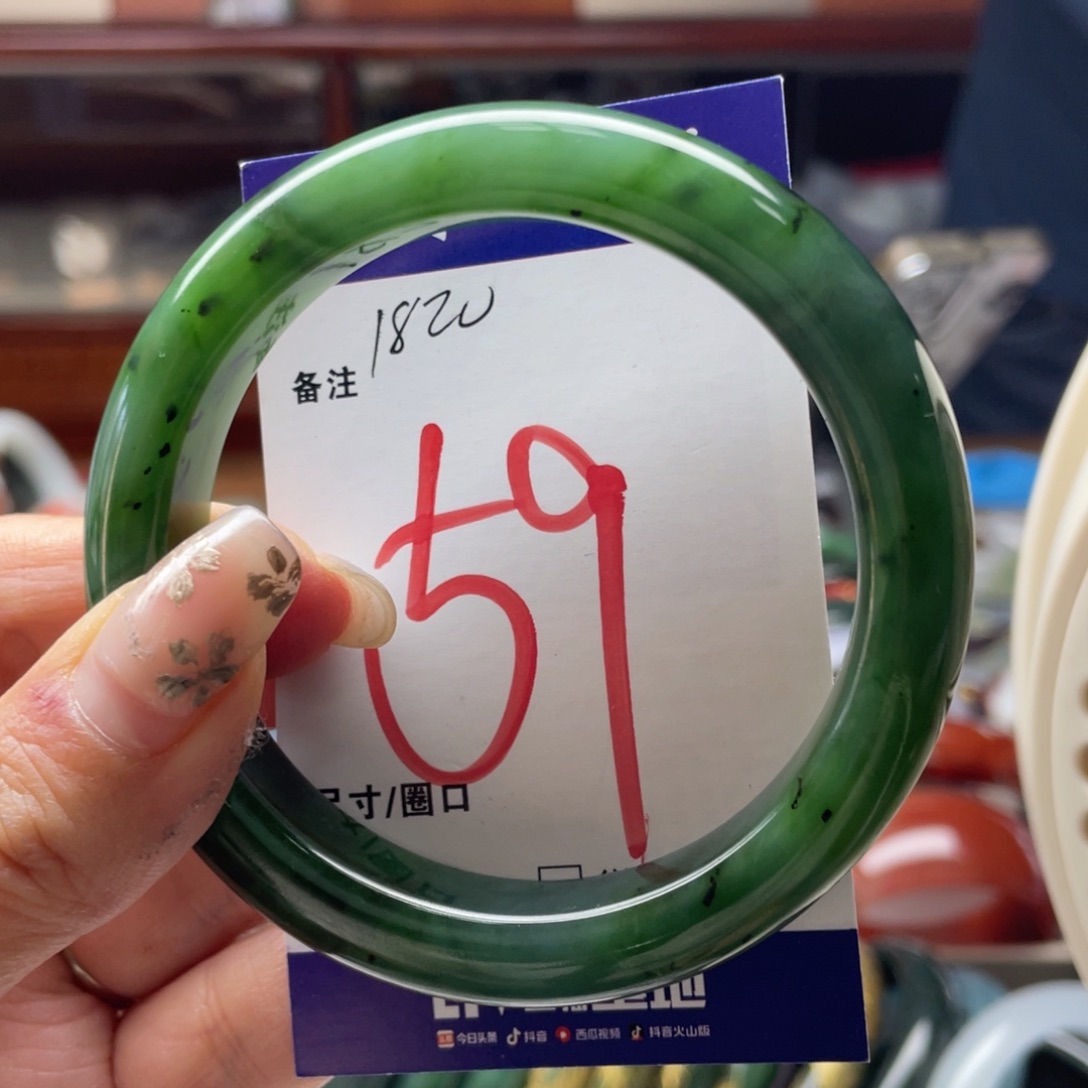 1820
备注
59
尺寸/圈口
今日头条 抖音 西瓜视频 抖音火山版